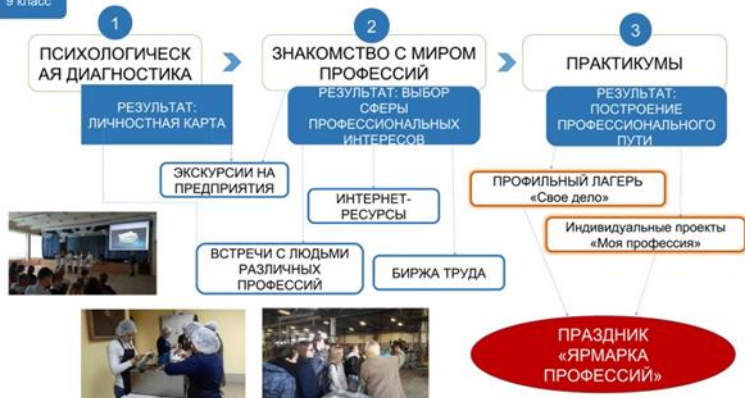 9 класс
1
ПСИХОЛОГИЧЕСК
АЯ ДИАГНОСТИКА
РЕЗУЛЬТАТ:
ЛИЧНОСТНАЯ КАРТА
2
ЗНАКОМСТВО С МИРОМ
ПРОФЕССИЙ
РЕЗУЛЬТАТ: ВЫБОР
СФЕРЫ
ПРОФЕССИОНАЛЬНЫХ
ИНТЕРЕСОВ
3
ПРАКТИКУМЫ
РЕЗУЛЬТАТ:
ПОСТРОЕНИЕ
ПРОФЕССИОНАЛЬНОГО
ПУТИ
ЭКСКУРСИИ НА
ПРЕДПРИЯТИЯ
ИНТЕРНЕТ-
РЕСУРСЫ
ВСТРЕЧИ С ЛЮДЬМИ
РАЗЛИЧНЫХ
ПРОФЕССИЙ
БИРЖА ТРУДА
ПРОФИЛЬНЫЙ ЛАГЕРЬ
«Свое дело»
Индивидуальные проекты
«Моя профессия»
ПРАЗДНИК
«ЯРМАРКА
ПРОФЕССИЙ»